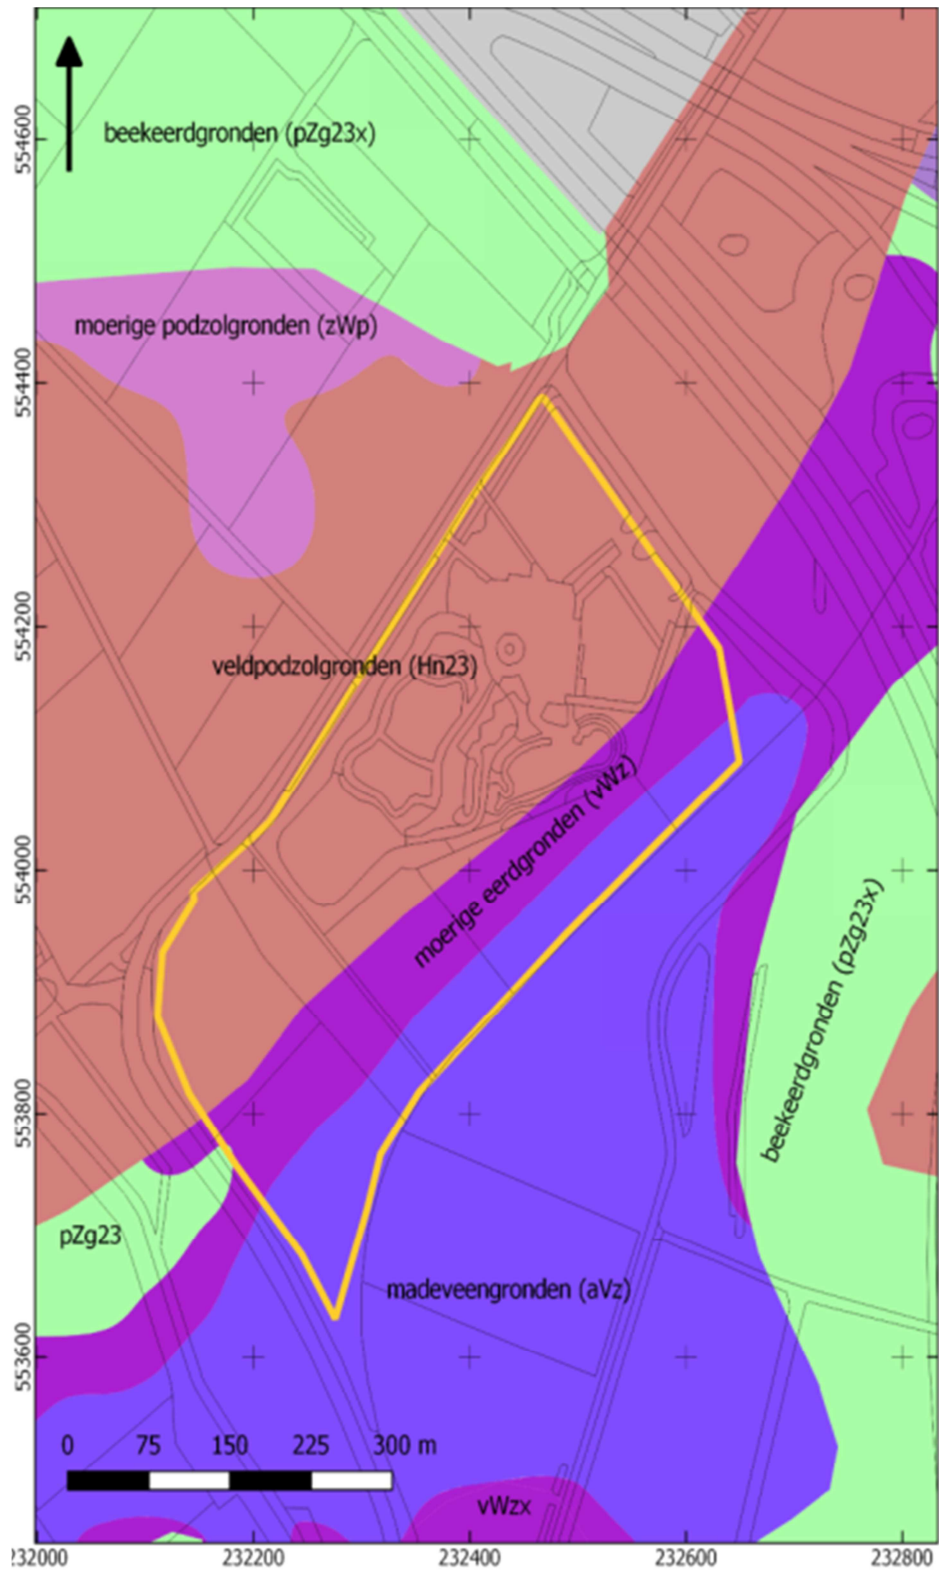 554600
beekeerdgronden (pZg23x)
moerige podzolgronden (zWp)
554400
554200
veldpodzolgronden (Hn23)
moerige eerdgronden (vWz)
554000
beekeerdgronden (pZg23x)
553800
pZg23
madeveengronden (aVz)
553600
0 75 150 225 300 m
vWzx
232000 232200 232400 232600 232800